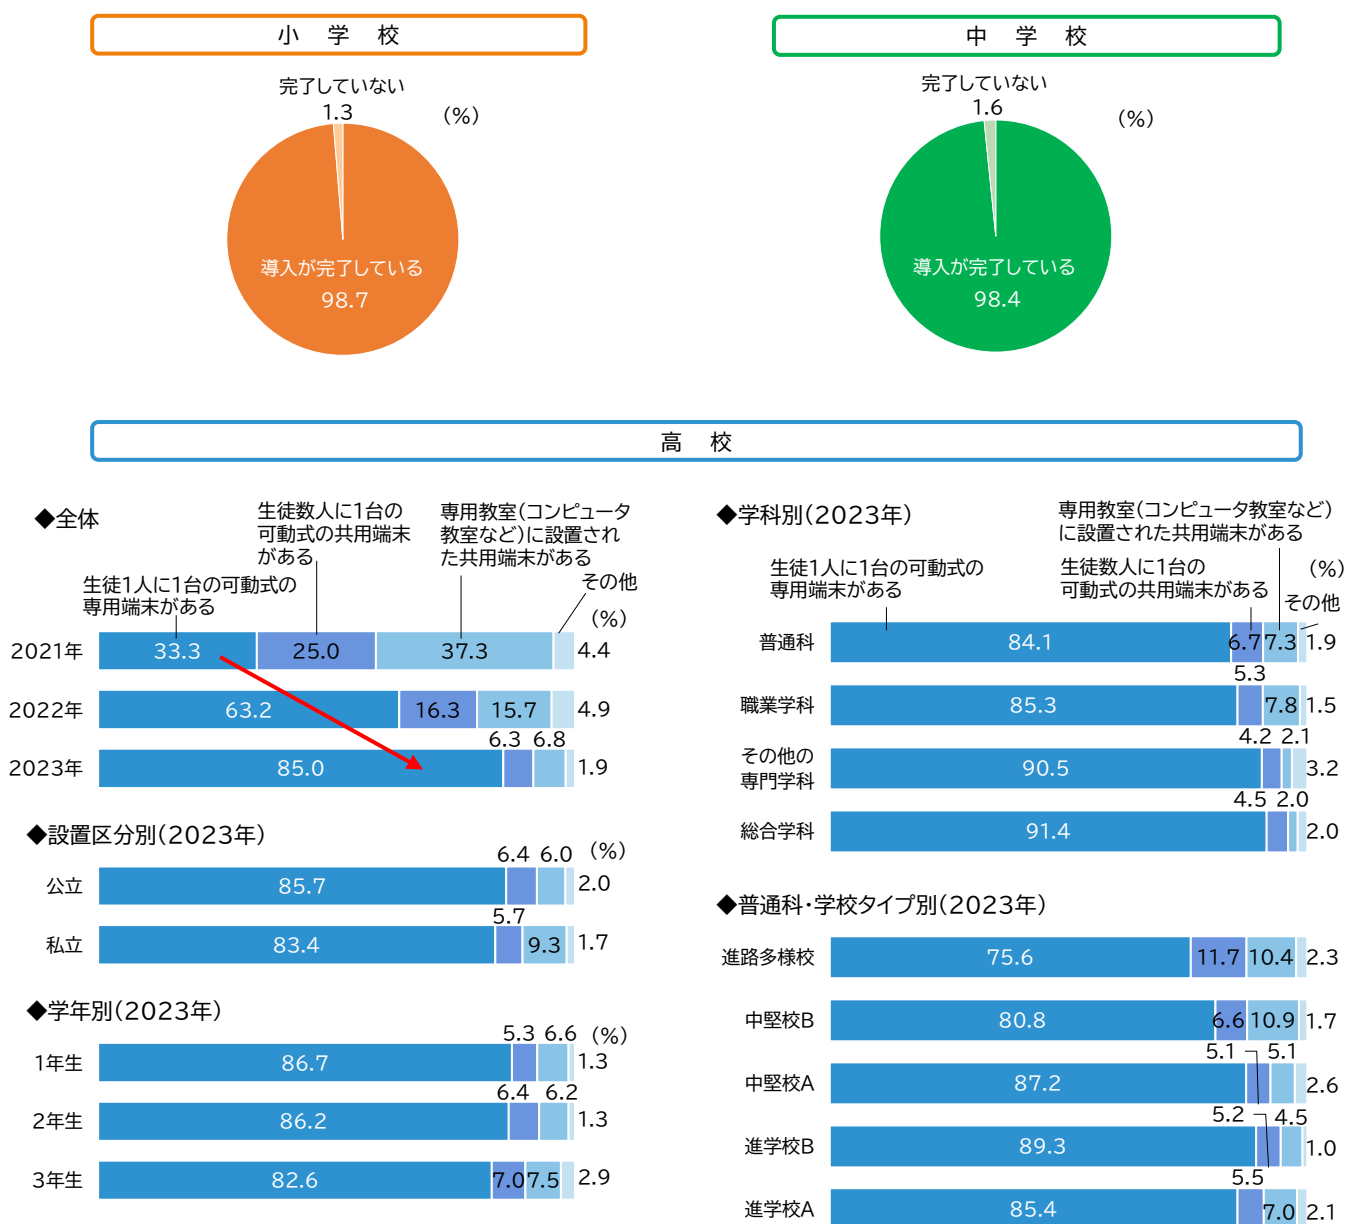 小 学 校
完了していない
1.3
(%)
導入が完了している
98.7
中 学 校
完了していない
1.6
(%)
導入が完了している
98.4
高 校
◆全体
生徒1人に1台の可動式の
専用端末がある
生徒数人に1台の
可動式の共用端末
がある
専用教室(コンピュータ
教室など)に設置され
た共用端末がある
その他
(%)
2021年 33.3 25.0 37.3 4.4
2022年 63.2 16.3 15.7 4.9
6.3 6.8
2023年 85.0 1.9
◆設置区分別(2023年)
6.4 6.0 (%)
公立 85.7 2.0
5.7
私立 83.4 9.3 1.7
◆学年別(2023年)
5.3 6.6 (%)
1年生 86.7 1.3
6.4 6.2
2年生 86.2 1.3
3年生 82.6 7.0 7.5 2.9
◆学科別(2023年)
生徒1人に1台の可動式の
専用端末がある
専用教室(コンピュータ教室など)
に設置された共用端末がある
生徒数人に1台の
可動式の共用端末がある
(%)
その他
普通科 84.1 6.7 7.3 1.9
5.3
職業学科 85.3 7.8 1.5
4.2 2.1
その他の
専門学科 90.5 3.2
4.5 2.0
総合学科 91.4 2.0
◆普通科・学校タイプ別(2023年)
進路多様校 75.6 11.7 10.4 2.3
中堅校B 80.8 6.6 10.9 1.7
5.1 5.1
中堅校A 87.2 2.6
5.2 4.5
進学校B 89.3 1.0
5.5
進学校A 85.4 7.0 2.1